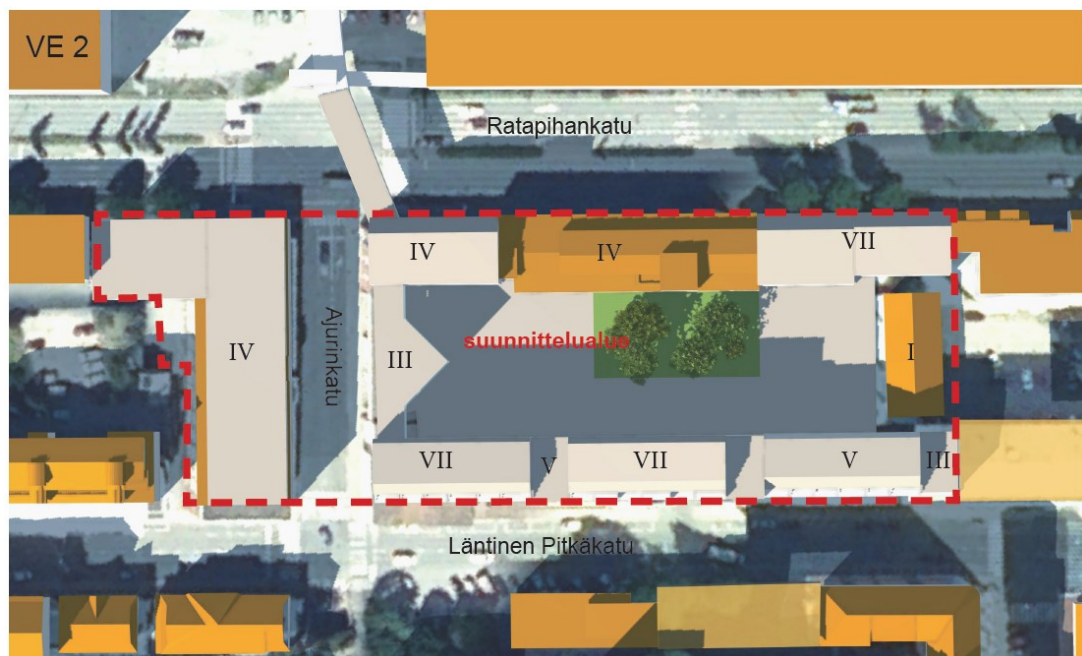 VE 2
Ratapihankatu
IV
IV
VII
Ajurinkatu
suunnittelualue
IV
III
I
VII
V
VII
V
III
Läntinen Pitkäkatu